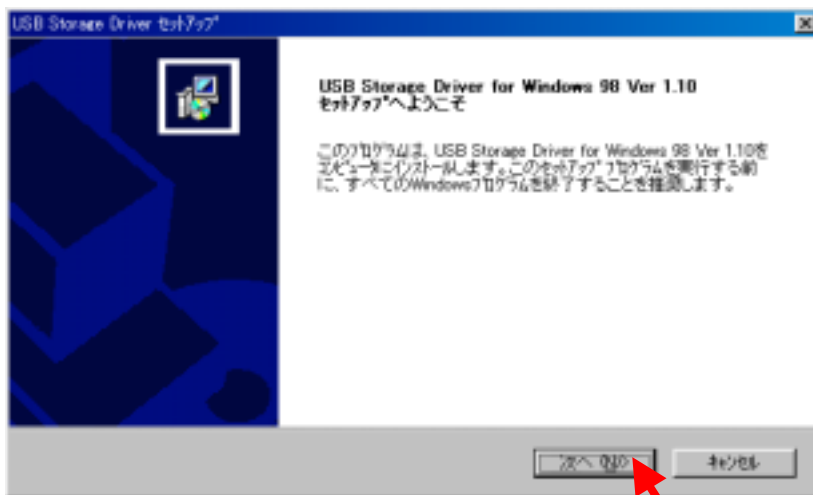 USB Storage Driver セットアップ
USB Storage Driver for Windows 98 Ver 1.10
セットアップへようこそ
このプログラムは、USB Storage Driver for Windows 98 Ver 1.10を
コンピュータにインストールします。このセットアップ プログラムを実行する前
に、すべてのWindowsプログラムを終了することを推奨します。
次へ (N)>
キャンセル